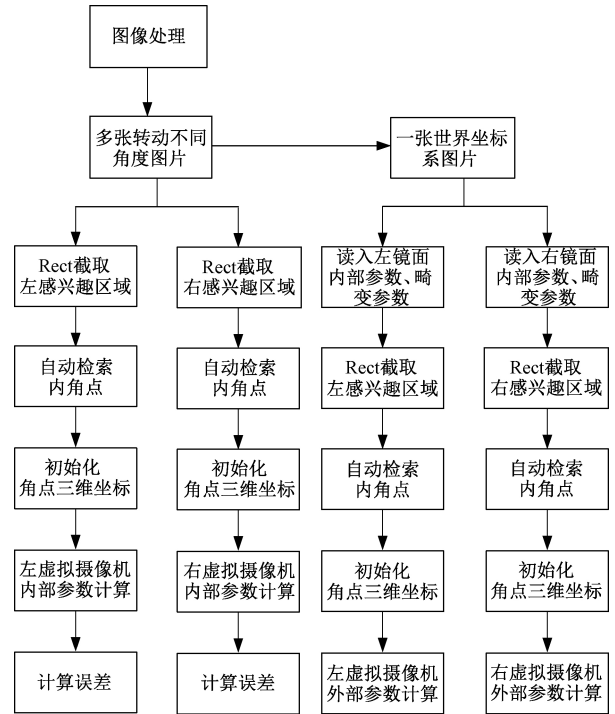 图像处理
多张转动不同
角度图片
一张世界坐标
系图片
Rect截取
左感兴趣区域
Rect截取
右感兴趣区域
读入左镜面
内部参数、畸
变参数
读入右镜面
内部参数、畸
变参数
自动检索
内角点
自动检索
内角点
Rect截取
左感兴趣区域
Rect截取
右感兴趣区域
初始化
角点三维坐标
初始化
角点三维坐标
自动检索
内角点
自动检索
内角点
左虚拟摄像机
内部参数计算
右虚拟摄像机
内部参数计算
初始化
角点三维坐标
初始化
角点三维坐标
计算误差
计算误差
左虚拟摄像机
外部参数计算
右虚拟摄像机
外部参数计算